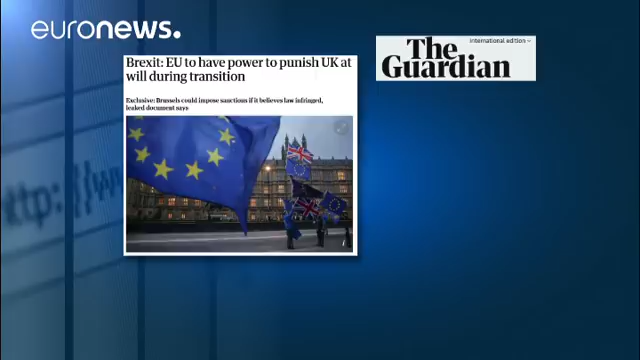 euronews.
International edition
The
Guardian
Brexit: EU to have power to punish UK at
will during transition
Exclusive: Brussels could impose sanctions if it believes law infringed,
leaked document says
http://w